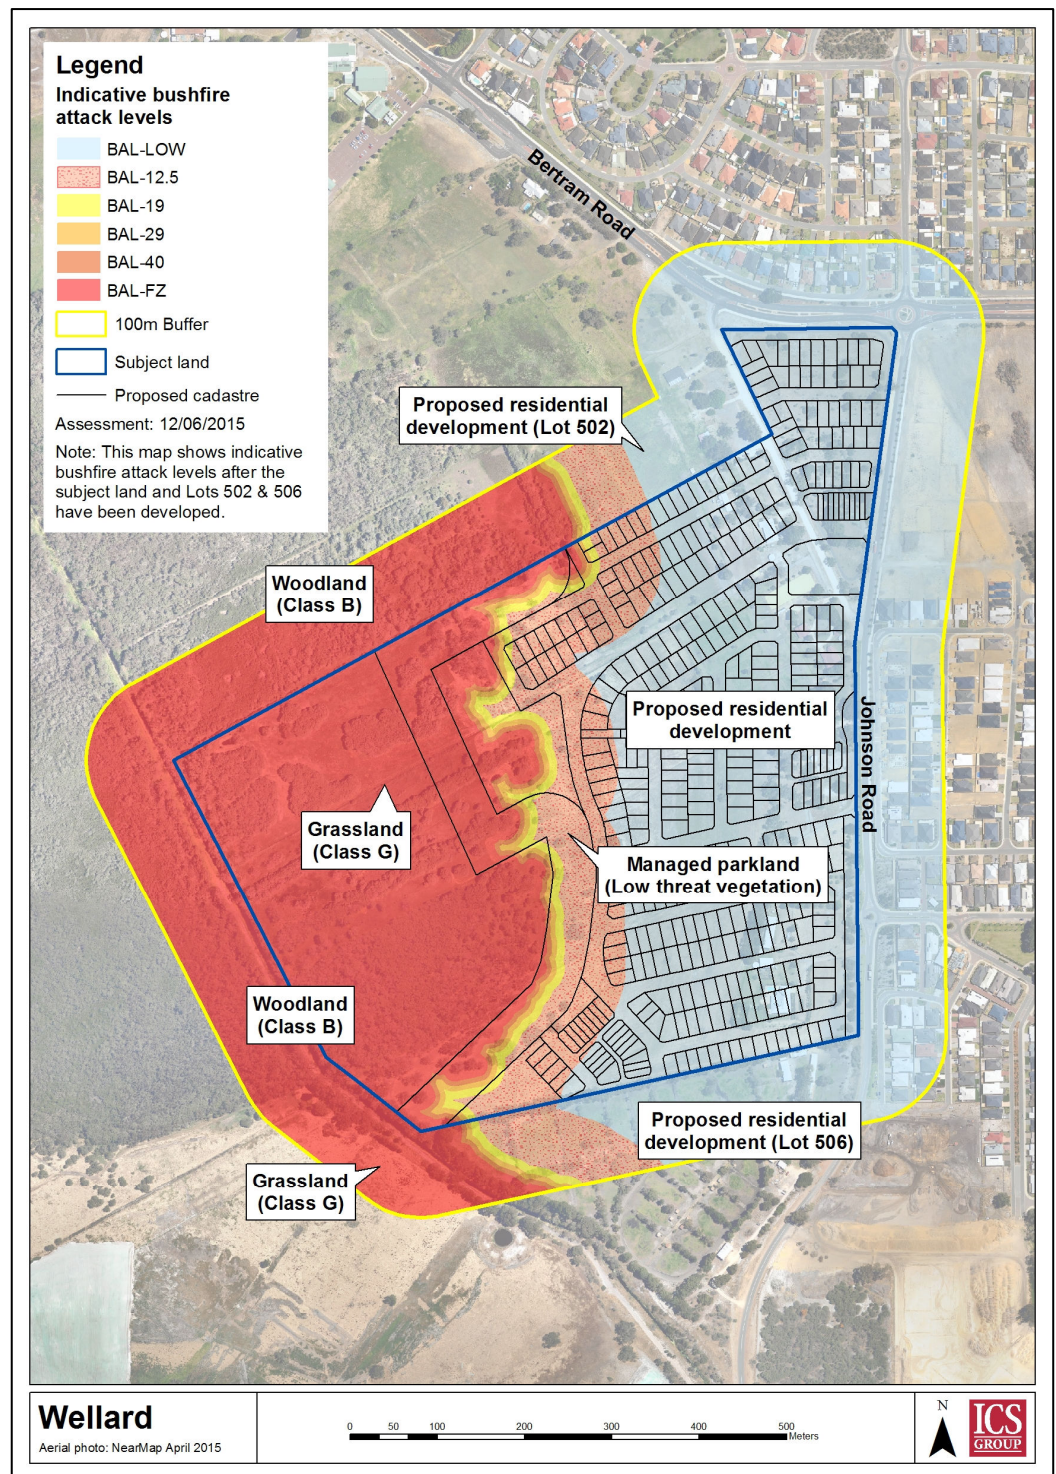 Legend
Indicative bushfire
attack levels
BAL-LOW
BAL-12.5
BAL-19
BAL-29
BAL-40
BAL-FZ
100m Buffer
Subject land
Proposed cadastre
Assessment: 12/06/2015
Note: This map shows indicative
bushfire attack levels after the
subject land and Lots 502 & 506
have been developed.
Bertram Road
Proposed residential
development (Lot 502)
Woodland
(Class B)
Proposed residential
development
Johnson Road
Grassland
(Class G)
Managed parkland
(Low threat vegetation)
Woodland
(Class B)
Proposed residential
development (Lot 506)
Grassland
(Class G)
Wellard
Aerial photo: NearMap April 2015
0 50 100 200 300 400 500
Meters
N
ICS
GROUP